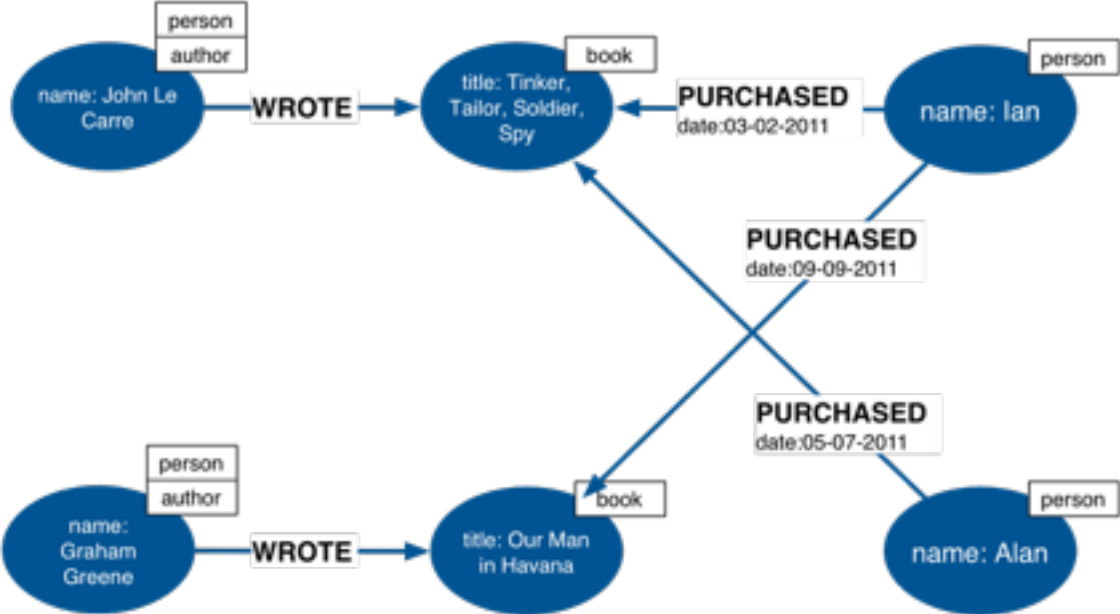 person
author
name: John Le
Carre
WROTE
book
title: Tinker,
Tailor, Soldier,
Spy
PURCHASED
date:03-02-2011
person
name: Ian
PURCHASED
date:09-09-2011
PURCHASED
date:05-07-2011
person
author
name:
Graham
Greene
WROTE
book
title: Our Man
in Havana
person
name: Alan